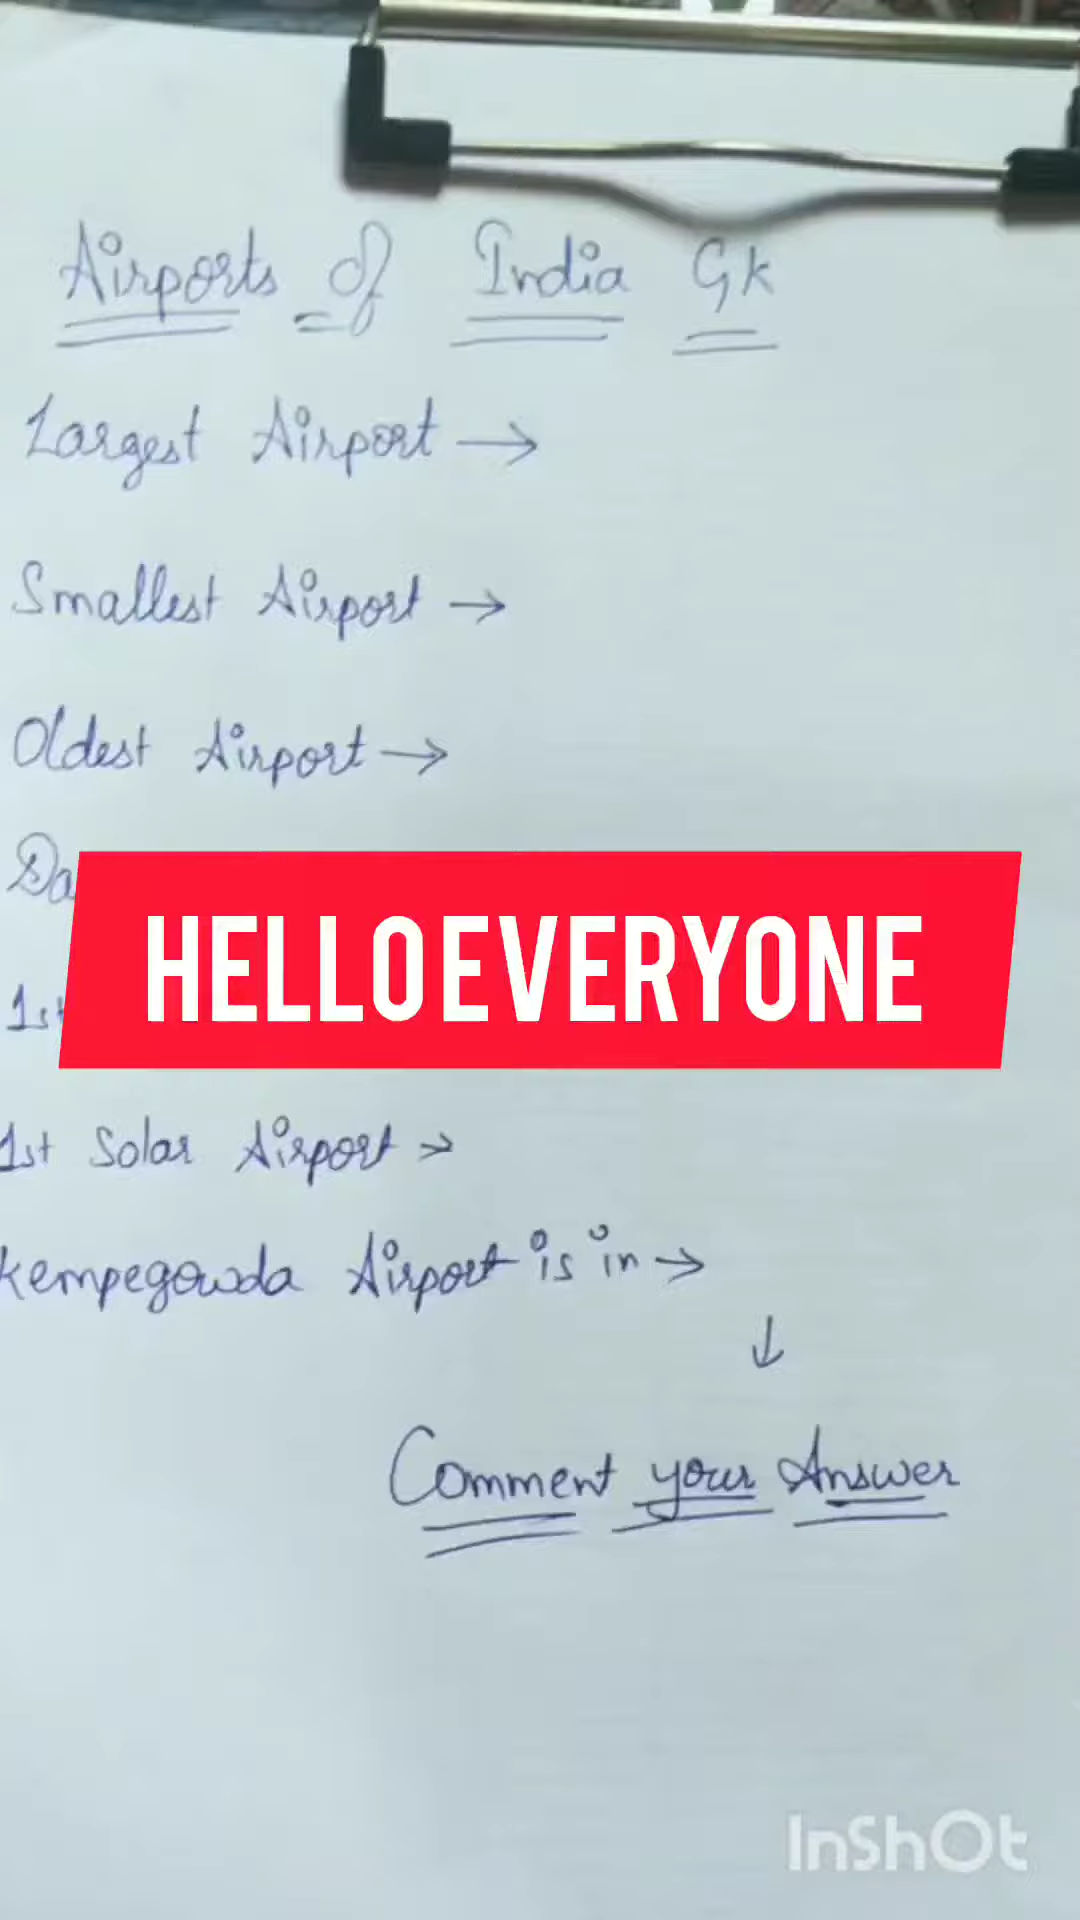 Airports of India Gk
Largest Airport →
Smallest Airport →
Oldest Airport →
HELLO EVERYONE
1st Solar Airport →
Kempegowda Airport is in →
↓
Comment your Answer
InShOt